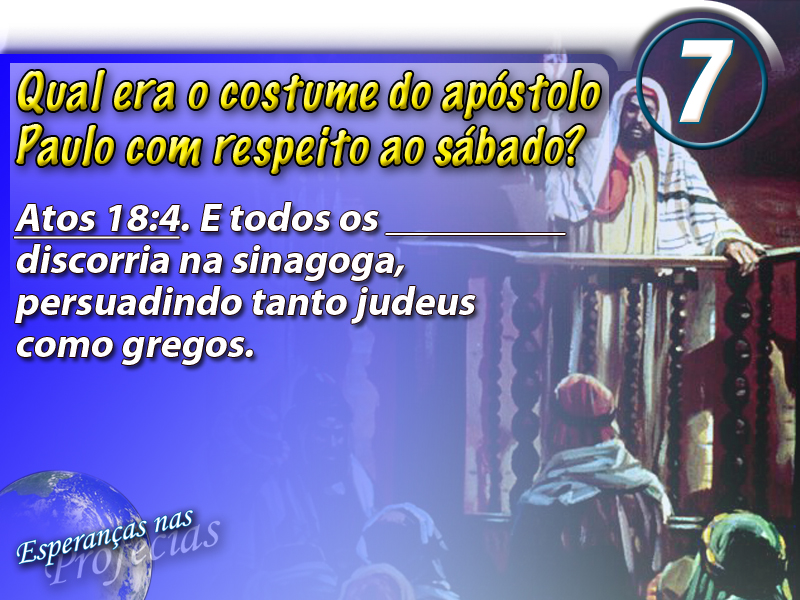 7
Qual era o costume do apóstolo
Paulo com respeito ao sábado?
Atos 18:4. E todos os _________
discorria na sinagoga,
persuadindo tanto judeus
como gregos.
Esperanças nas
Profecias